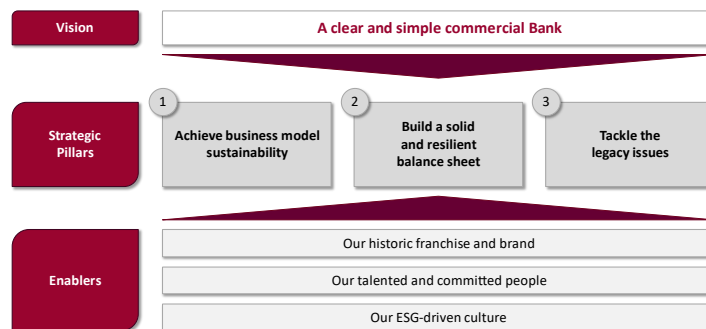 Vision
A clear and simple commercial Bank
Strategic
Pillars
1
Achieve business model
sustainability
2
Build a solid
and resilient
balance sheet
3
Tackle the
legacy issues
Enablers
Our historic franchise and brand
Our talented and committed people
Our ESG-driven culture